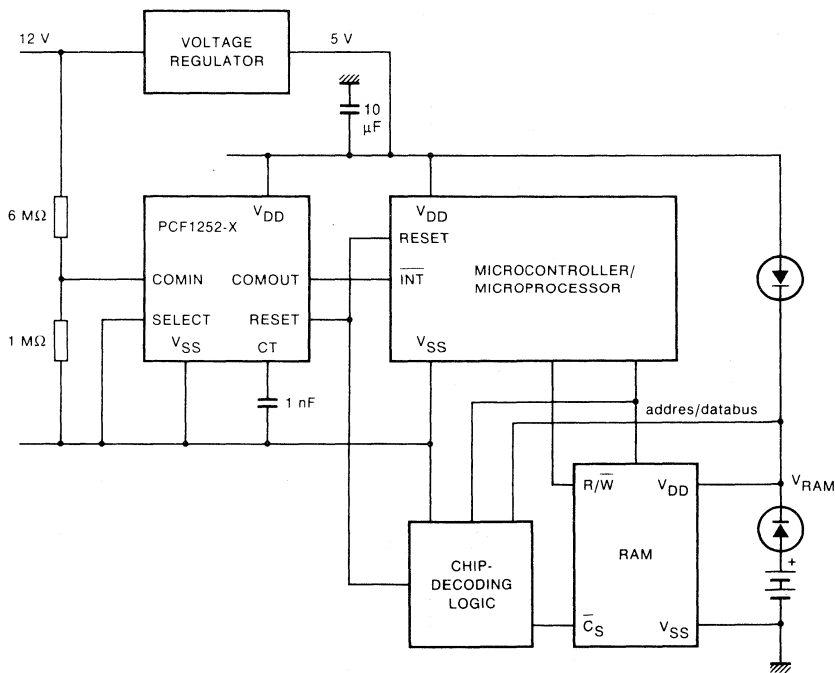 12 V
VOLTAGE
REGULATOR
5 V
10
µF
6 MΩ
1 MΩ
PCF1252-X
VDD
COMIN
COMOUT
SELECT
RESET
VSS
CT
1 nF
VDD
RESET
INT
MICROCONTROLLER/
MICROPROCESSOR
VSS
addres/databus
R/W
VDD
VRAM
RAM
CHIP-
DECODING
LOGIC
+
CS
VSS